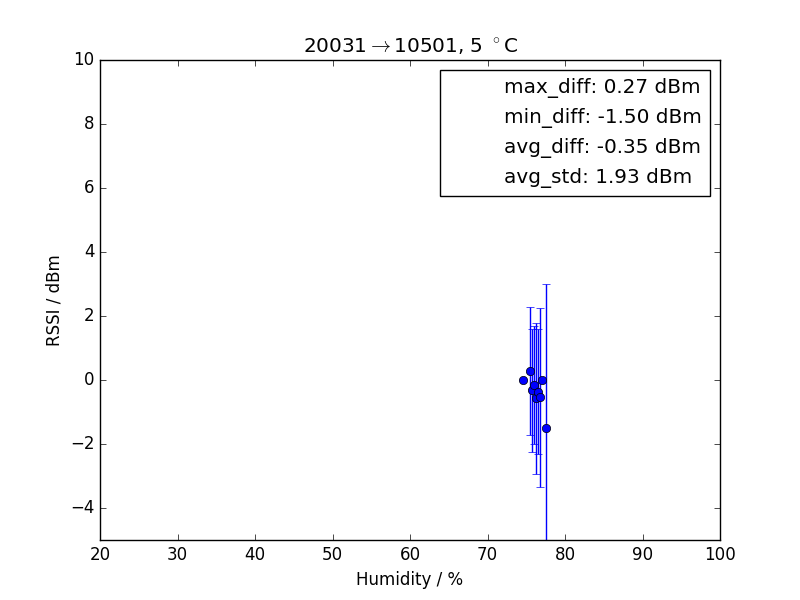 20031→10501, 5 °C
max_diff: 0.27 dBm
min_diff: -1.50 dBm
avg_diff: -0.35 dBm
avg_std: 1.93 dBm
10
8
6
4
2
0
−2
−4
RSSI / dBm
20 30 40 50 60 70 80 90 100
Humidity / %